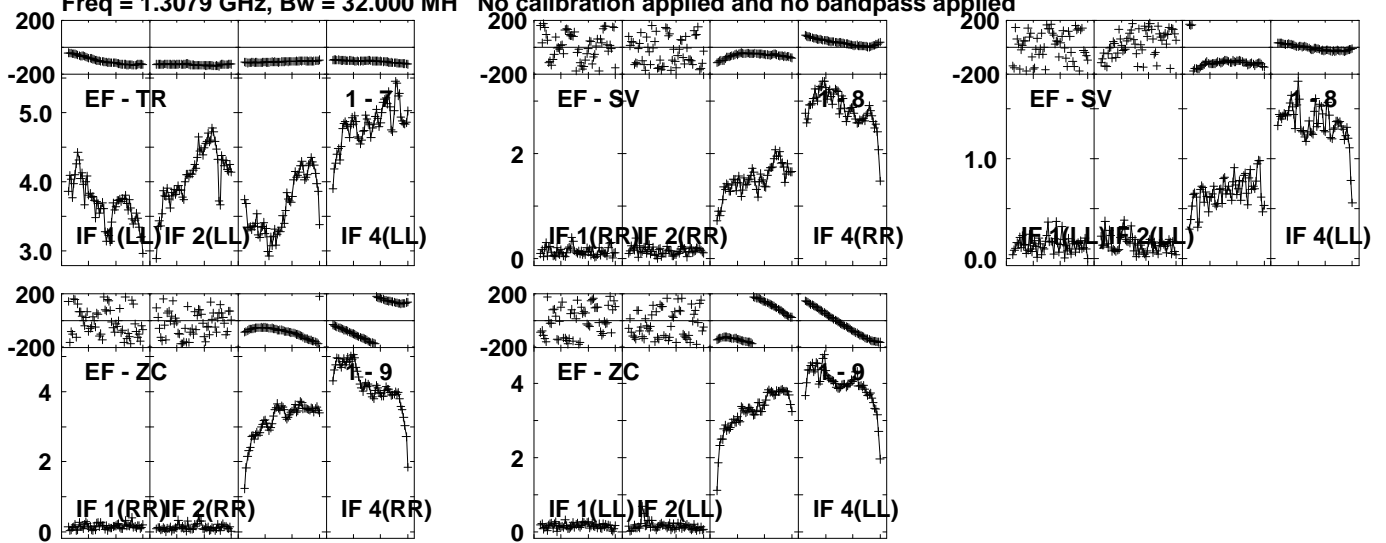 Freq = 1.3079 GHz, Bw = 32.000 MH No calibration applied and no bandpass applied
200
-200
EF - TR 1 - 7
5.0
4.0
3.0
IF 1(LL) IF 2(LL) IF 4(LL)
200
-200
EF - SV 1 - 8
2
0
IF 1(RR) IF 2(RR) IF 4(RR)
200
-200
EF - SV 1 - 8
1.0
0.0
IF 1(LL) IF 2(LL) IF 4(LL)
200
-200
EF - ZC 1 - 9
4
2
0
IF 1(RR) IF 2(RR) IF 4(RR)
200
-200
EF - ZC 1 - 9
4
2
0
IF 1(LL) IF 2(LL) IF 4(LL)